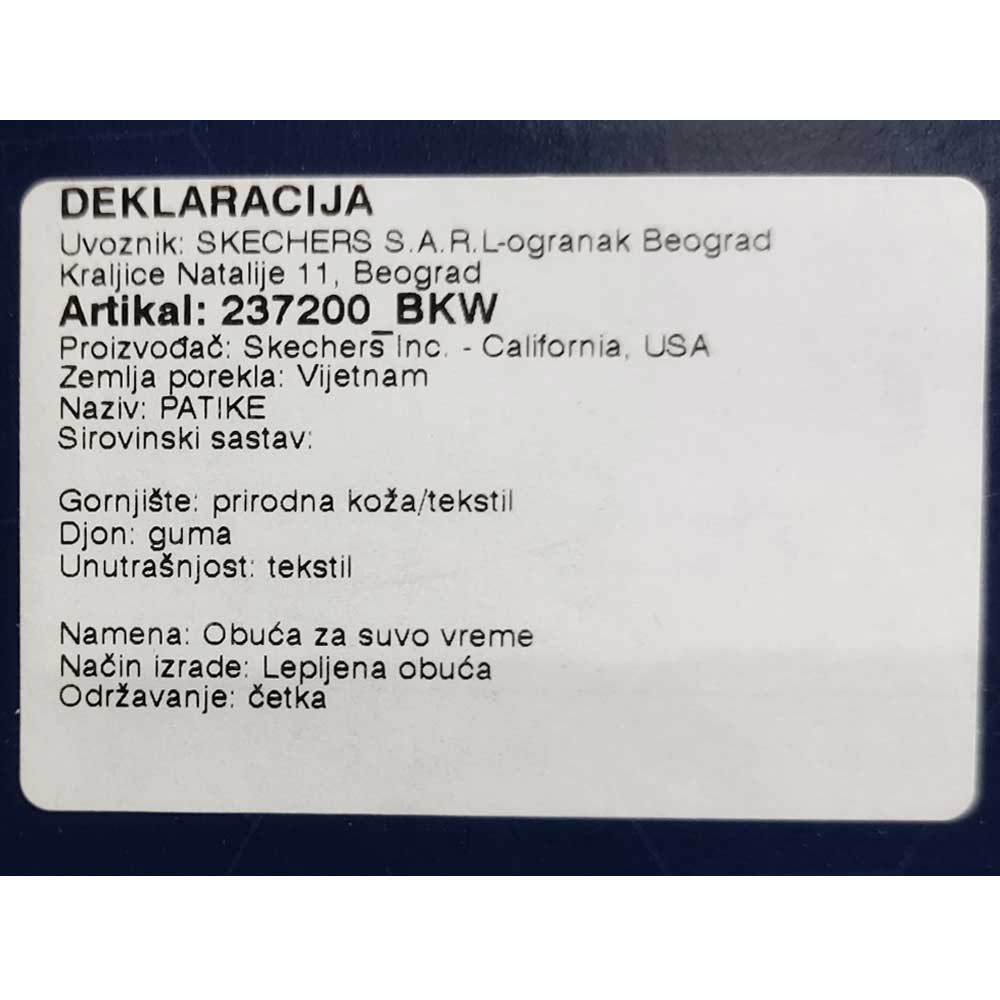 DEKLARACIJA
Uvoznik: SKECHERS S.A.R.L-ogranak Beograd
Kraljice Natalije 11, Beograd
Artikal: 237200_BKW
Proizvođač: Skechers Inc. - California, USA
Zemlja porekla: Vijetnam
Naziv: PATIKE
Sirovinski sastav:
Gornjište: prirodna koža/tekstil
Djon: guma
Unutrašnjost: tekstil
Namena: Obuća za suvo vreme
Način izrade: Lepljena obuća
Održavanje: četka